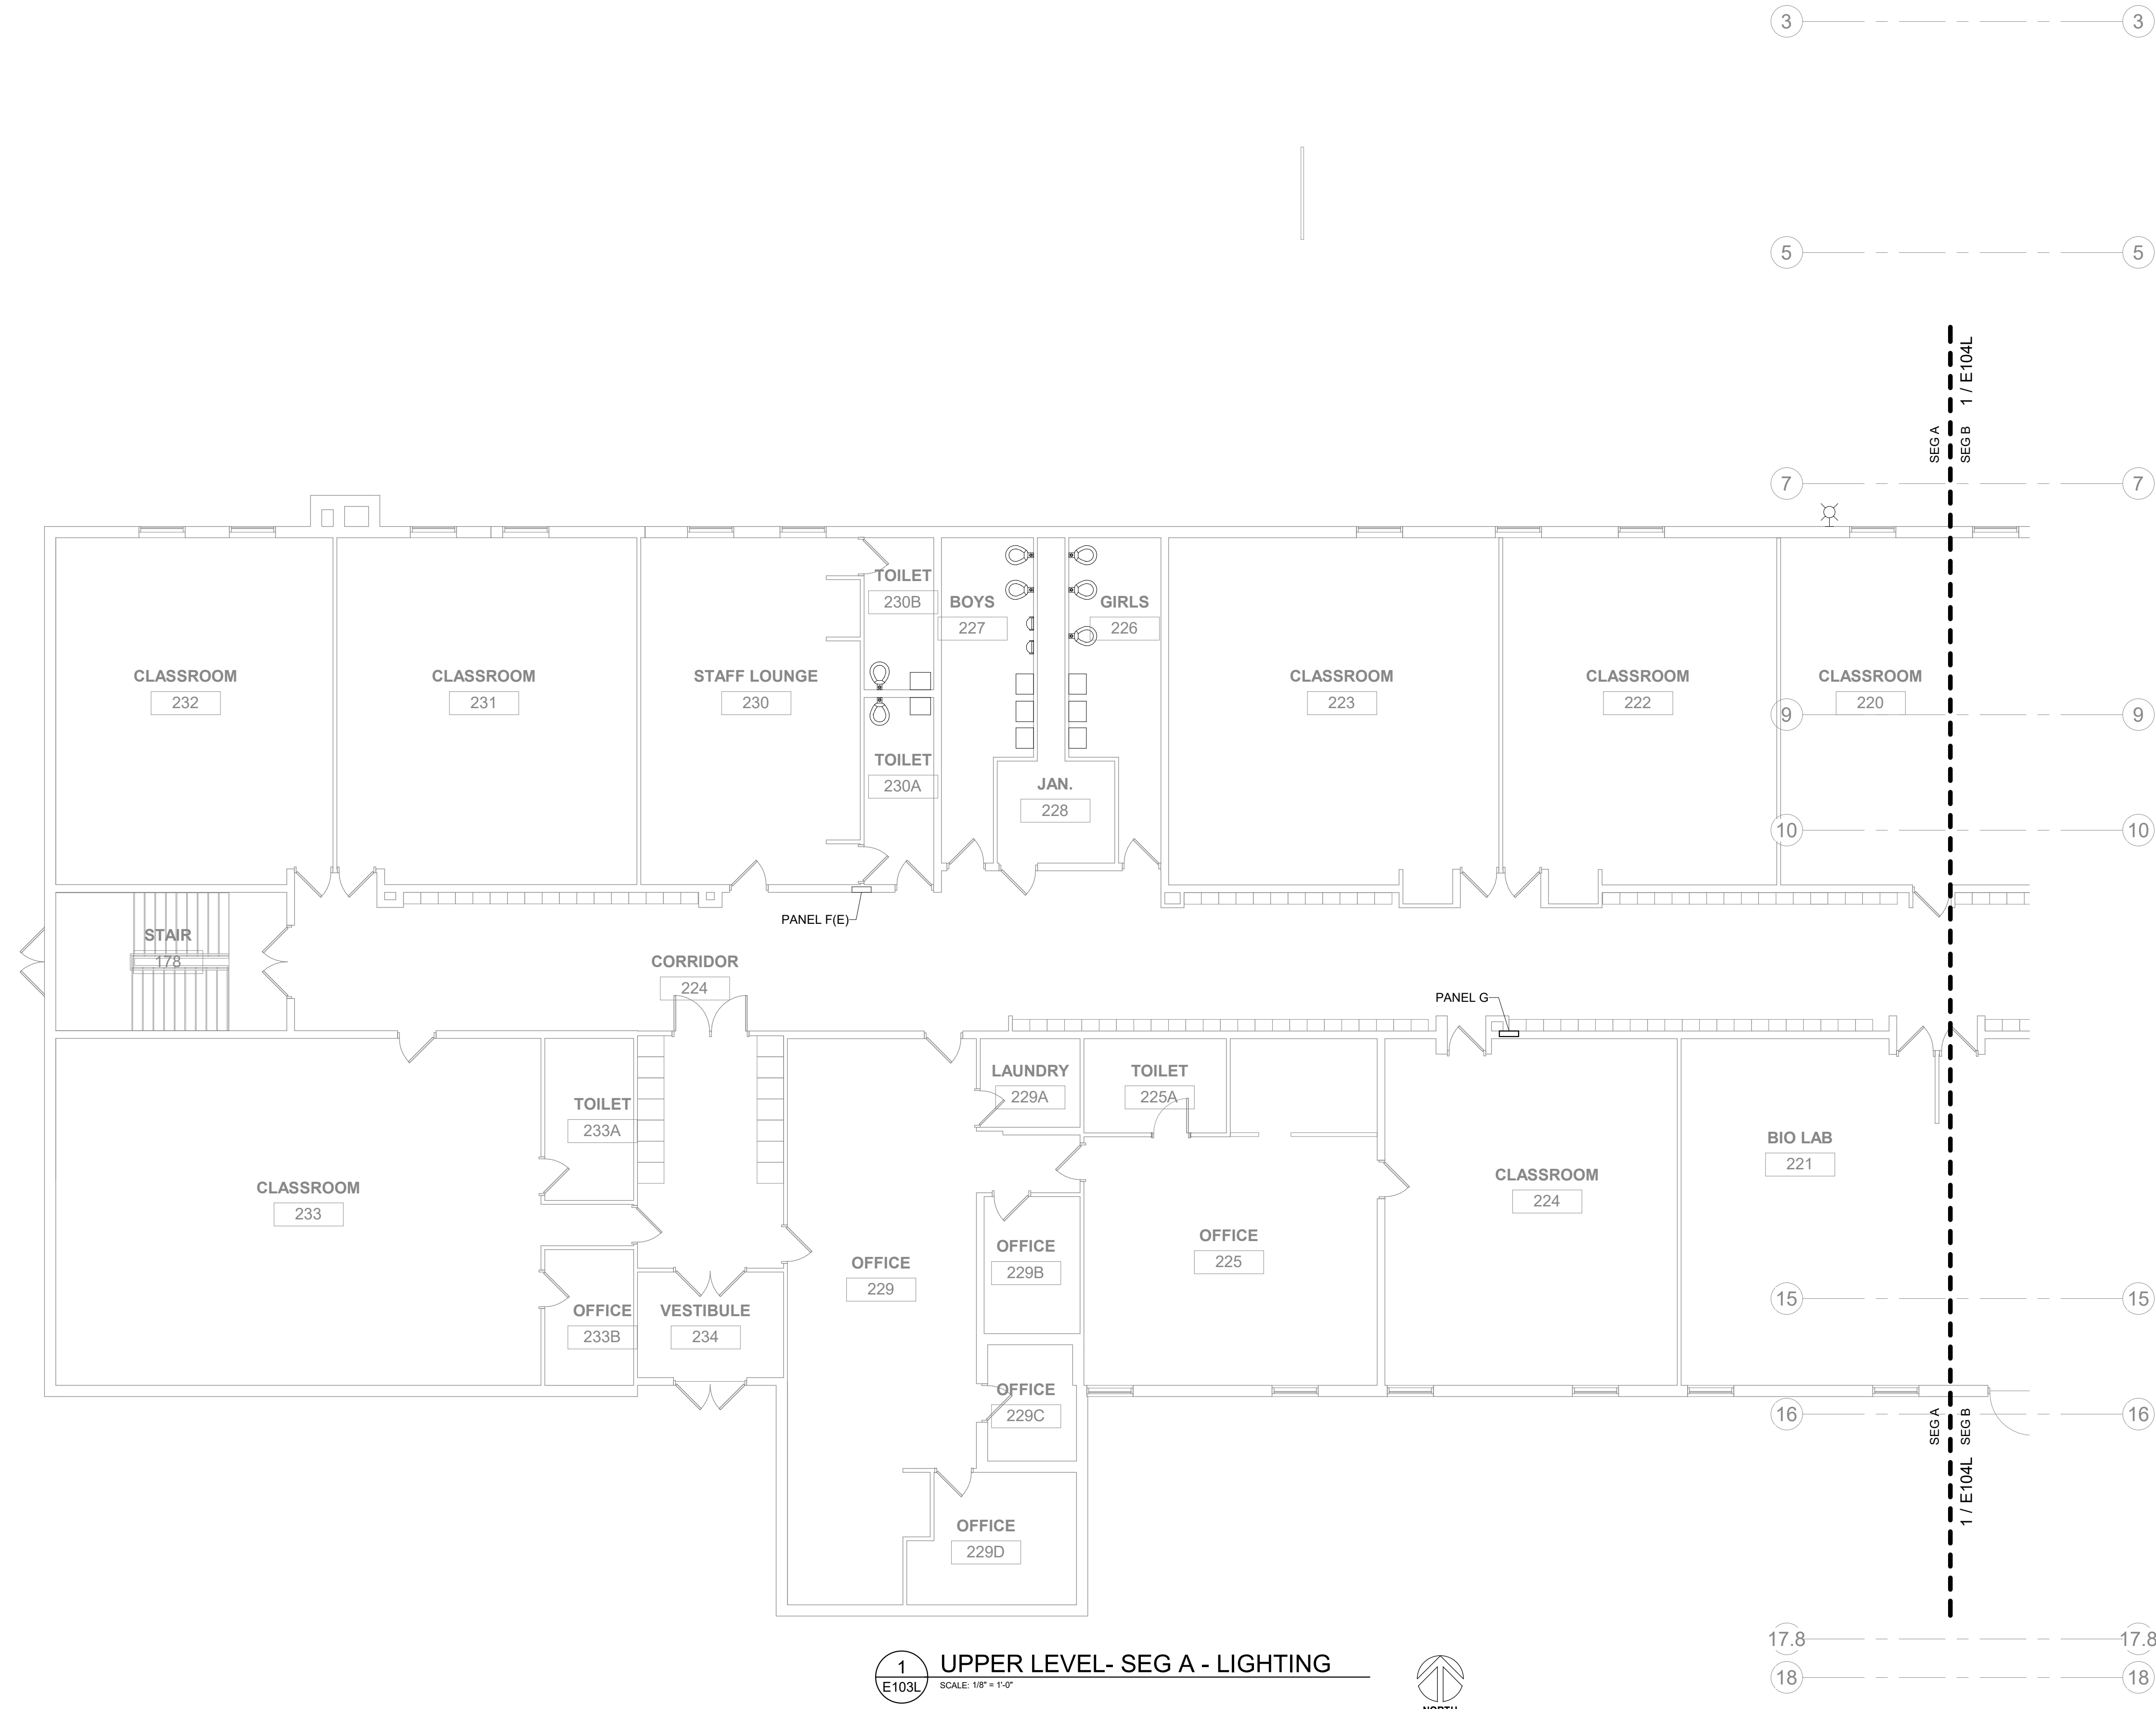 3 3
5 5
1 / E104L
SEG A
SEG B
7 7
TOILET
230B
BOYS
227
GIRLS
226
CLASSROOM
232
CLASSROOM
231
STAFF LOUNGE
230
CLASSROOM
223
CLASSROOM
222
CLASSROOM
220
9 9
TOILET
230A
JAN.
228
10 10
PANEL F(E)
STAIR
178
CORRIDOR
224
PANEL G
LAUNDRY
229A
TOILET
225A
TOILET
233A
BIO LAB
221
CLASSROOM
233
CLASSROOM
224
OFFICE
225
OFFICE
229B
OFFICE
229
OFFICE
233B
VESTIBULE
234
15 15
OFFICE
229C
16 16
SEG A
SEG B
1 / E104L
OFFICE
229D
17.8 17.8
18 18
1
E103L
UPPER LEVEL- SEG A - LIGHTING
SCALE: 1/8" = 1'-0"
NORTH